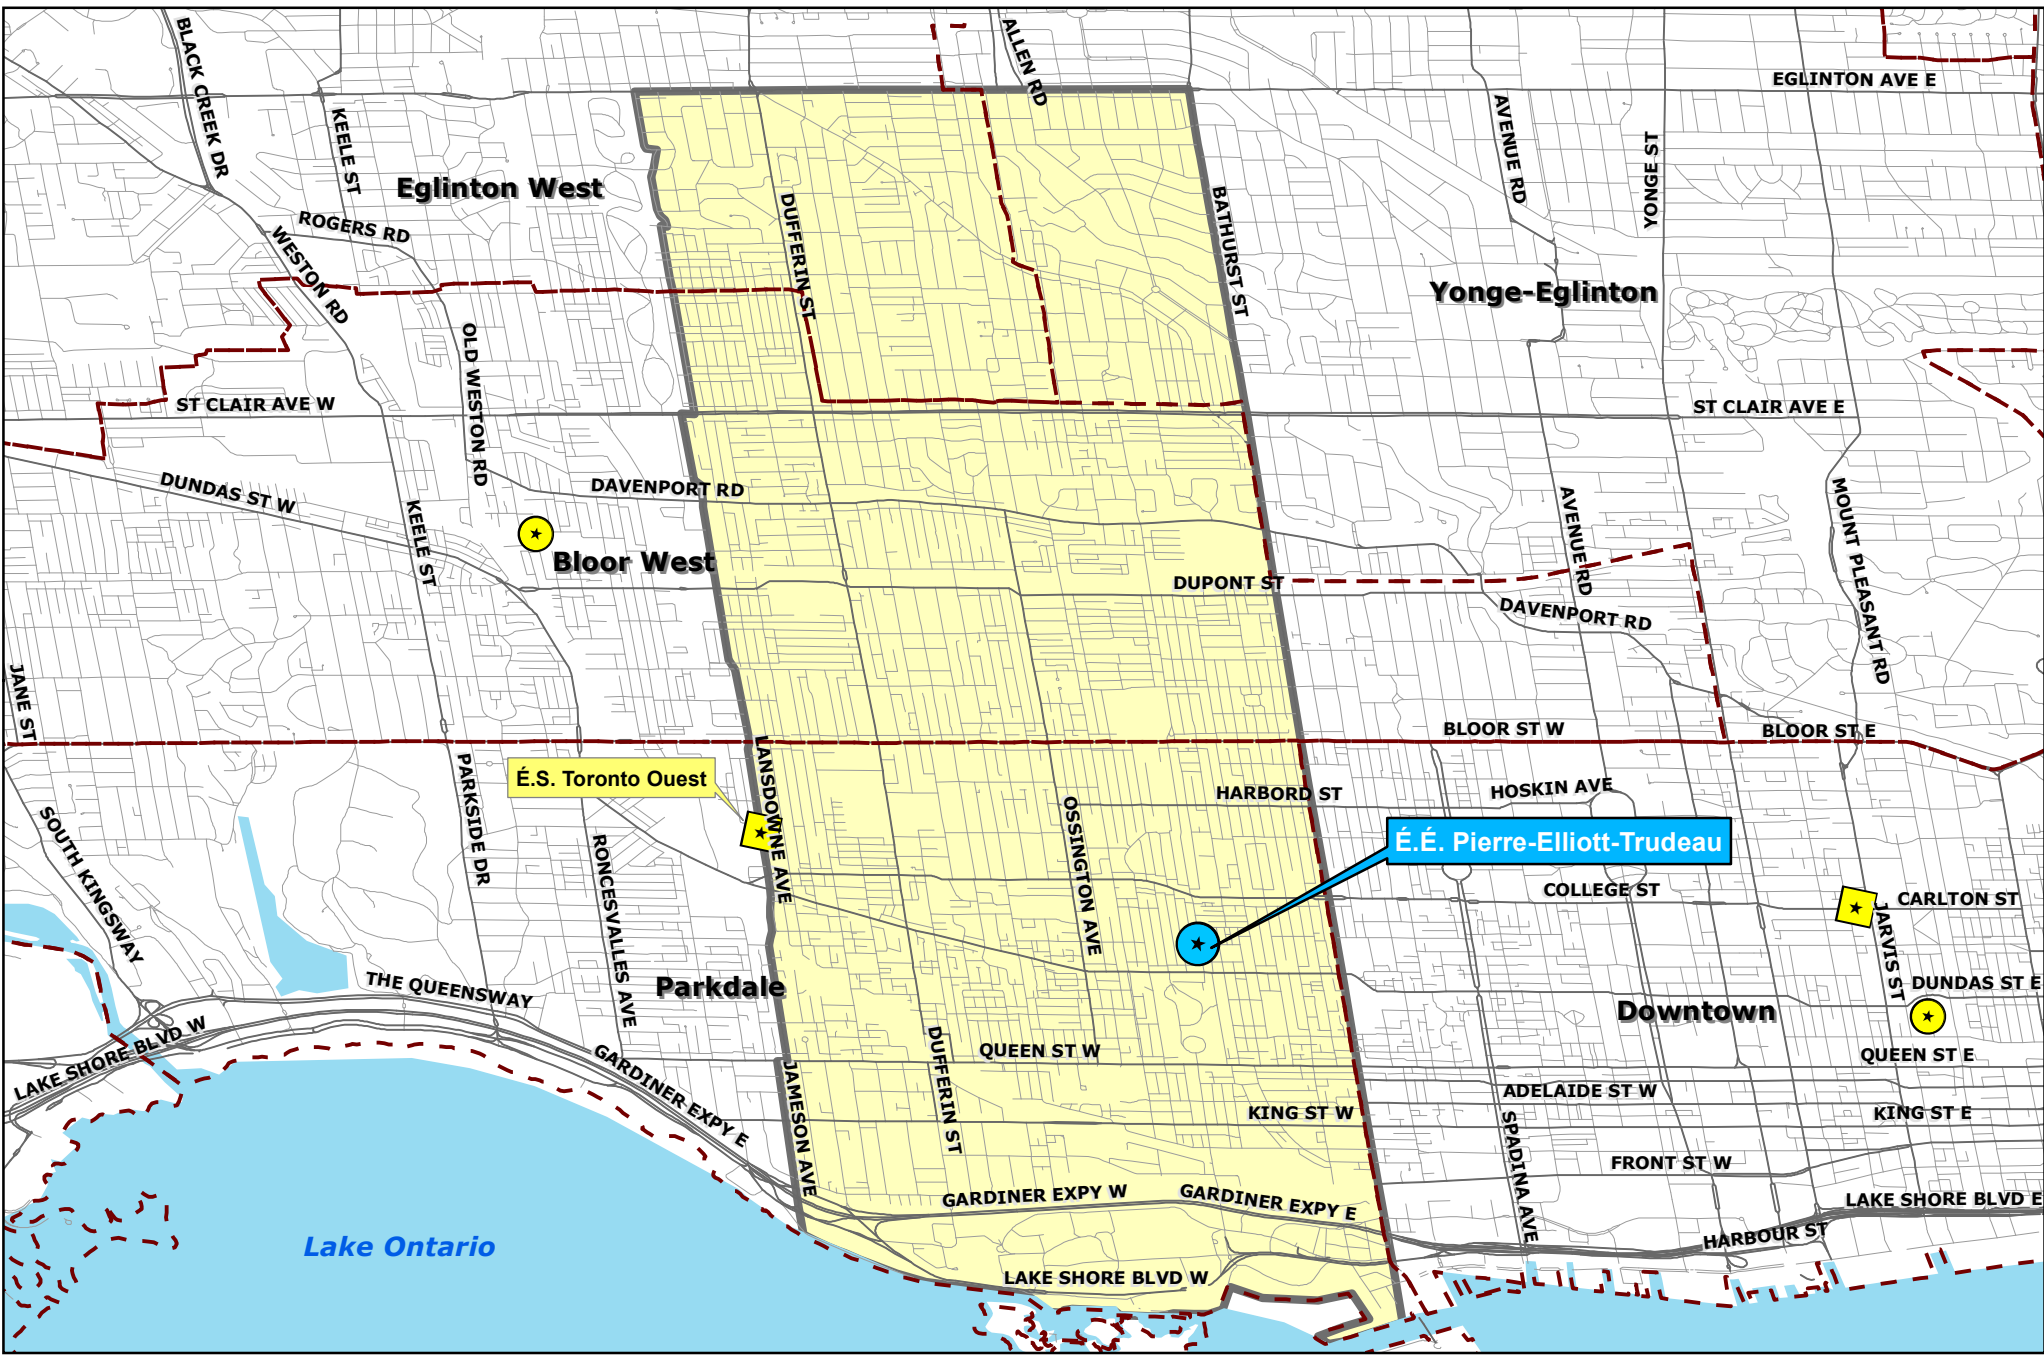 BLACK CREEK DR
KEELE ST
ALLEN RD
EGLINTON AVE E
AVENUE RD
YONGE ST
Eglinton West
ROGERS RD
WESTON RD
DUFFERIN ST
BATHURST ST
Yonge-Eglinton
OLD WESTON RD
ST CLAIR AVE W
ST CLAIR AVE E
DUNDAS ST W
DAVENPORT RD
KEELE ST
Bloor West
AVENUE RD
MOUNT PLEASANT RD
DUPONT ST
DAVENPORT RD
JANE ST
BLOOR ST W
BLOOR ST E
LANSDOWNE AVE
PARKSIDE DR
É.S. Toronto Ouest
HARBORD ST
HOSKIN AVE
SOUTH KINGSWAY
RONCESVALLES AVE
OSSINGTON AVE
É.É. Pierre-Elliott-Trudeau
COLLEGE ST
CARLTON ST
JARVIS ST
THE QUEENSWAY
Parkdale
DUNDAS ST E
Downtown
LAKE SHORE BLVD W
GARDINER EXPY E
DUFFERIN ST
QUEEN ST W
QUEEN ST E
JAMESON AVE
ADELAIDE ST W
KING ST W
KING ST E
SPADINA AVE
FRONT ST W
GARDINER EXPY W
GARDINER EXPY E
LAKE SHORE BLVD E
HARBOUR ST
Lake Ontario
LAKE SHORE BLVD W